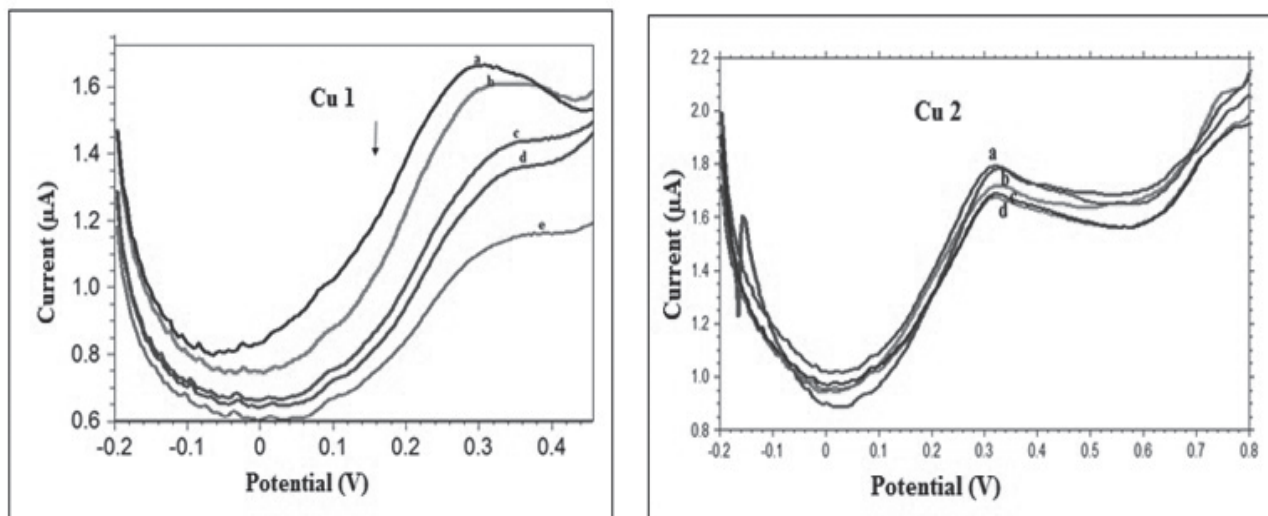 Cu 1
a
b
c
d
e
Current (µA)
1.6
1.4
1.2
1.0
0.8
0.6
-0.2
-0.1
0
0.1
0.2
0.3
0.4
Potential (V)
Cu 2
a
b
c
d
Current (µA)
2.2
2.0
1.8
1.6
1.4
1.2
1.0
0.8
-0.2
-0.1
0
0.1
0.2
0.3
0.4
0.5
0.6
0.7
0.8
Potential (V)